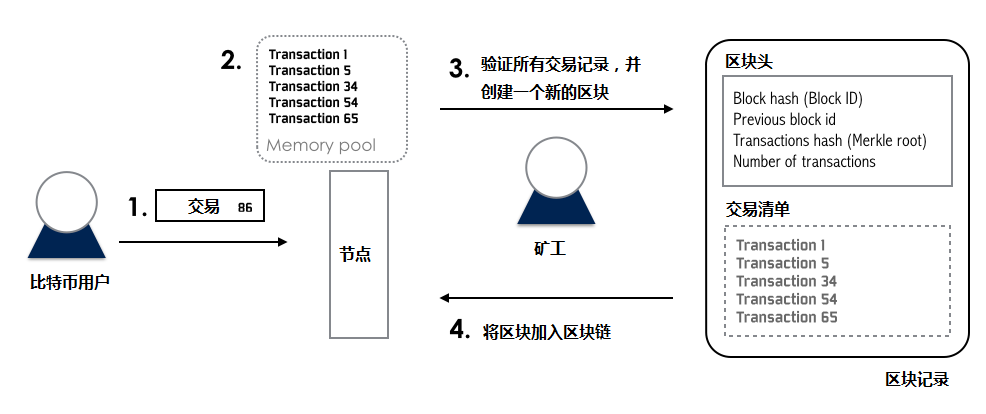 2.
Transaction 1
Transaction 5
Transaction 34
Transaction 54
Transaction 65
Memory pool
1.
交易 86
比特币用户
节点
3.
验证所有交易记录，并
创建一个新的区块
矿工
4.
将区块加入区块链
区块头
Block hash (Block ID)
Previous block id
Transactions hash (Merkle root)
Number of transactions
交易清单
Transaction 1
Transaction 5
Transaction 34
Transaction 54
Transaction 65
区块记录